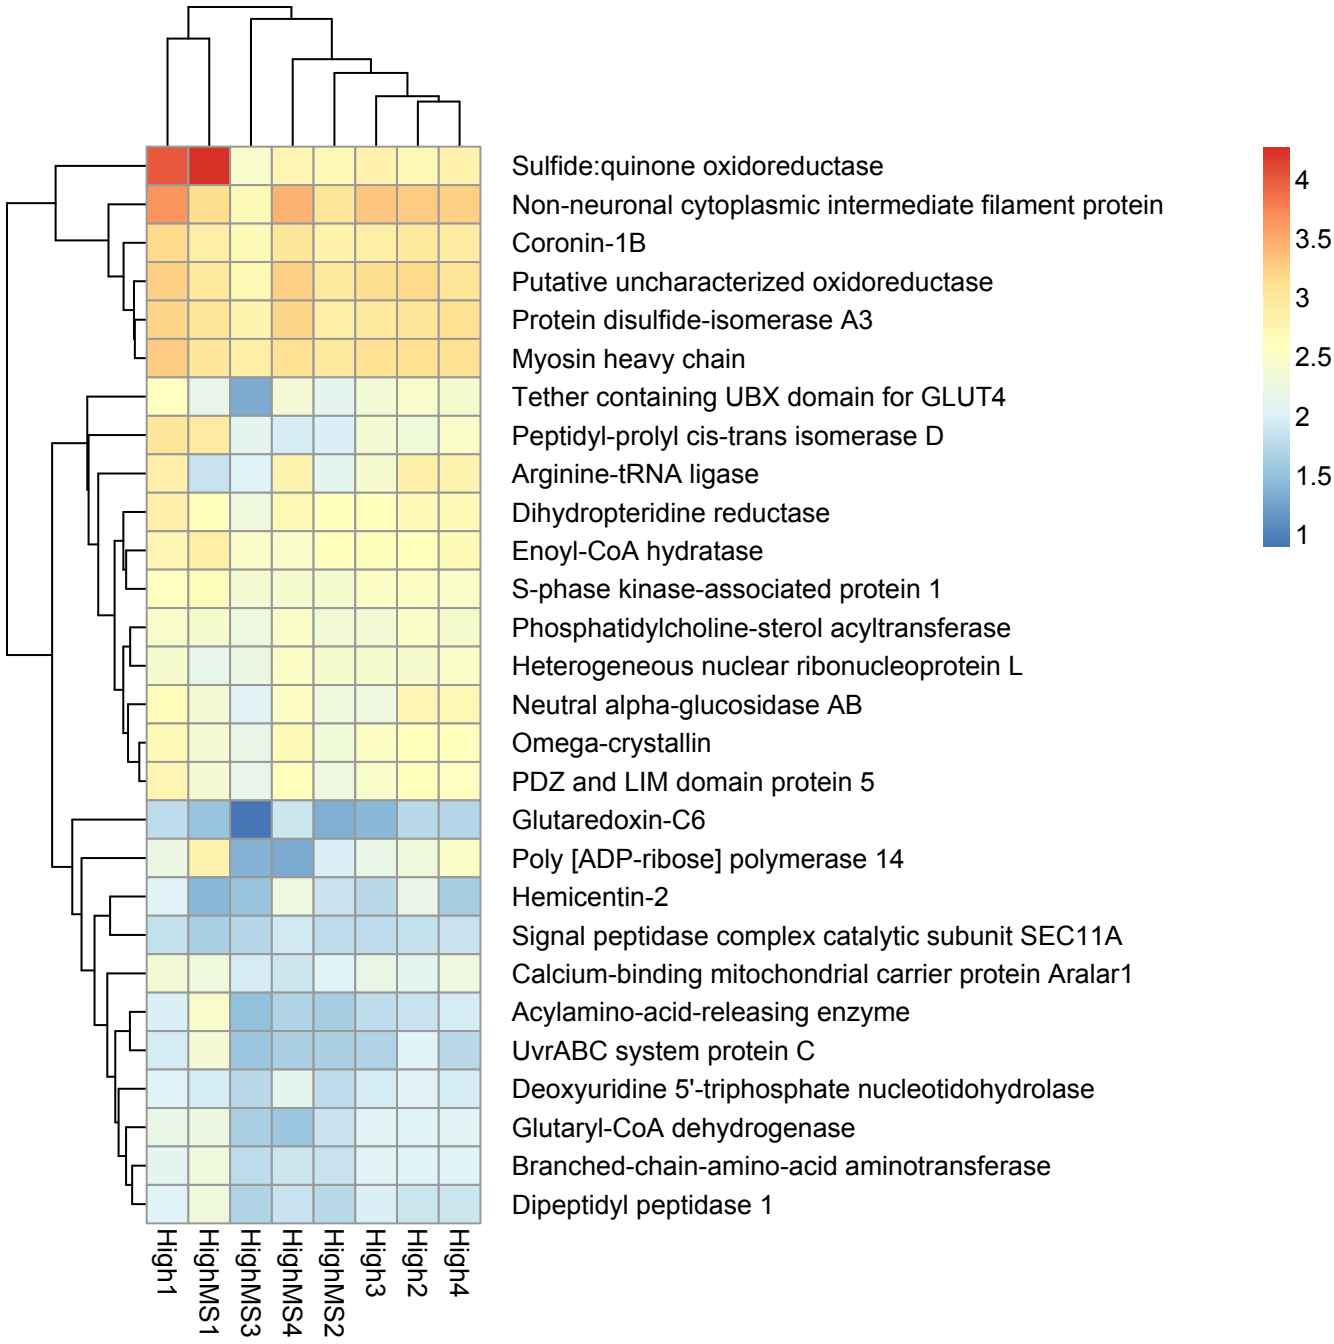 Sulfide:quinone oxidoreductase
Non-neuronal cytoplasmic intermediate filament protein
Coronin-1B
Putative uncharacterized oxidoreductase
Protein disulfide-isomerase A3
Myosin heavy chain
Tether containing UBX domain for GLUT4
Peptidyl-prolyl cis-trans isomerase D
Arginine-tRNA ligase
Dihydropteridine reductase
Enoyl-CoA hydratase
S-phase kinase-associated protein 1
Phosphatidylcholine-sterol acyltransferase
Heterogeneous nuclear ribonucleoprotein L
Neutral alpha-glucosidase AB
Omega-crystallin
PDZ and LIM domain protein 5
Glutaredoxin-C6
Poly [ADP-ribose] polymerase 14
Hemicentin-2
Signal peptidase complex catalytic subunit SEC11A
Calcium-binding mitochondrial carrier protein Aralar1
Acylamino-acid-releasing enzyme
UvrABC system protein C
Deoxyuridine 5'-triphosphate nucleotidohydrolase
Glutaryl-CoA dehydrogenase
Branched-chain-amino-acid aminotransferase
Dipeptidyl peptidase 1
High1
HighMS1
HighMS3
HighMS4
HighMS2
High3
High2
High4
4
3.5
3
2.5
2
1.5
1